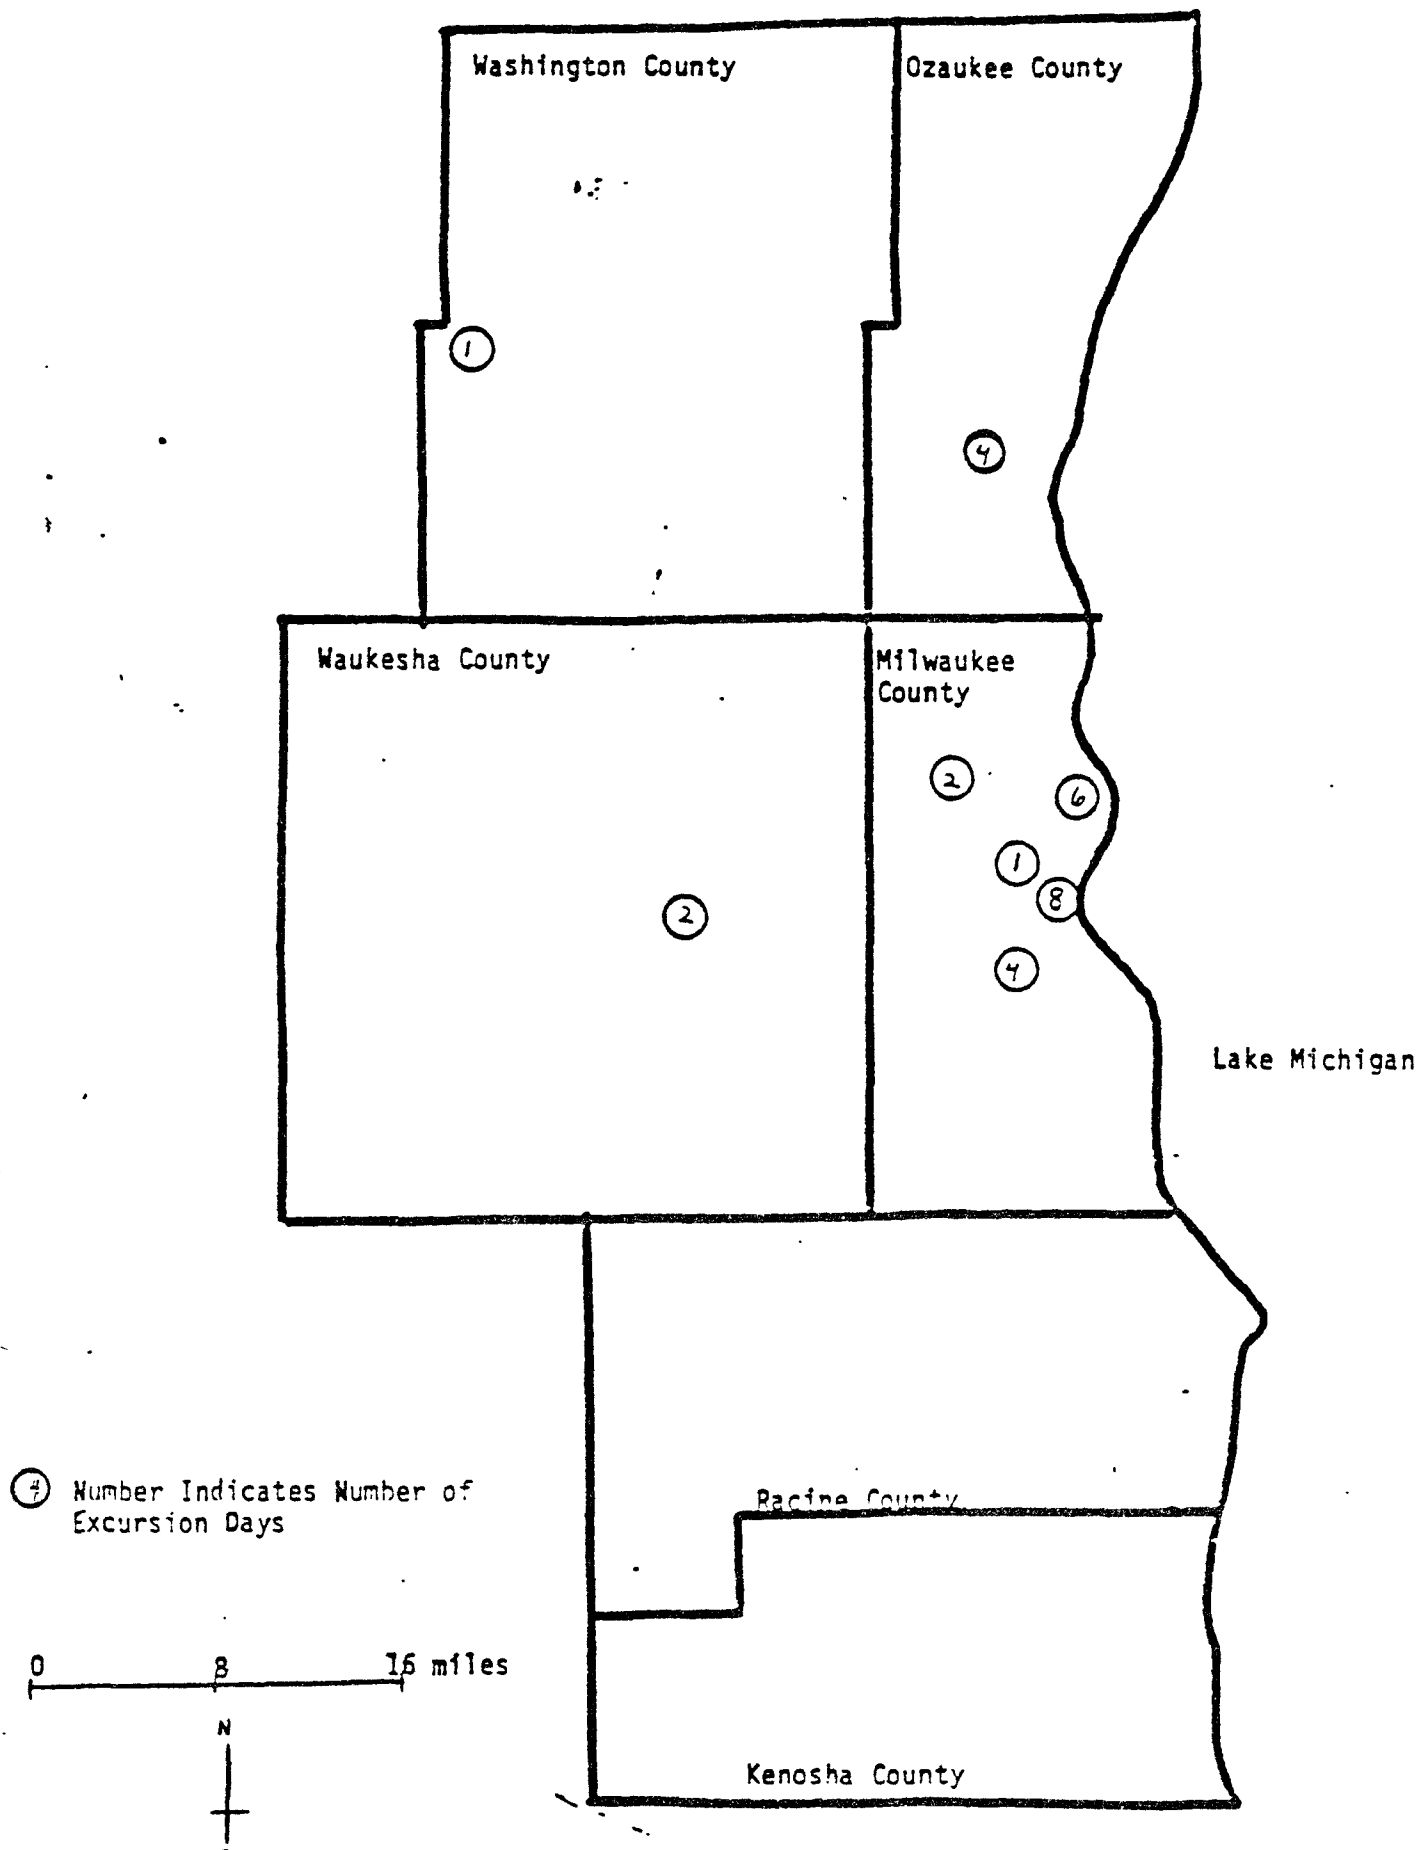 Washington County
Ozaukee County
1
4
Waukesha County
Milwaukee
County
2
6
1
8
2
4
Lake Michigan
Racine County
4 Number Indicates Number of
Excursion Days
0 8 16 miles
N
Kenosha County